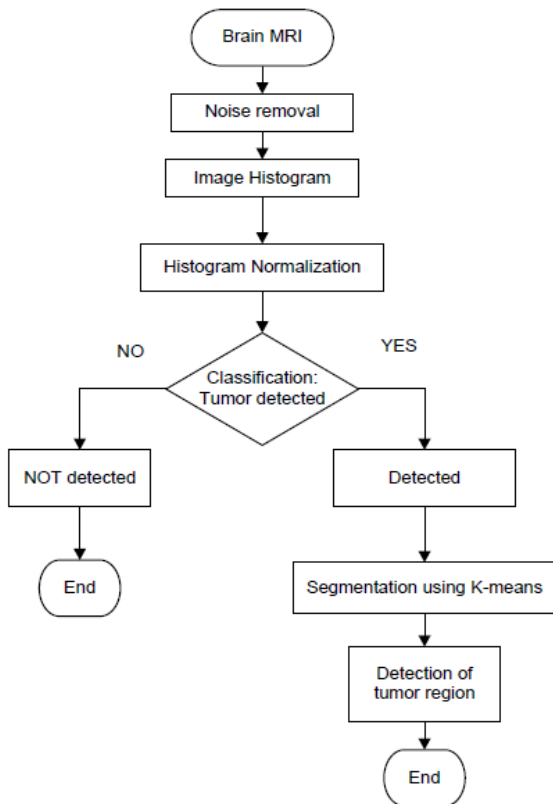 Brain MRI
Noise removal
Image Histogram
Histogram Normalization
NO
YES
Classification:
Tumor detected
NOT detected
Detected
End
Segmentation using K-means
Detection of
tumor region
End